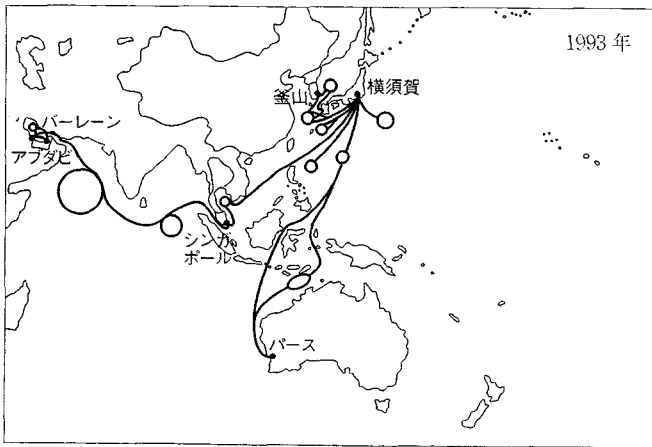 1993年
横須賀
釜山
バーレーン
アブダビ
シンガ
ポール
パース